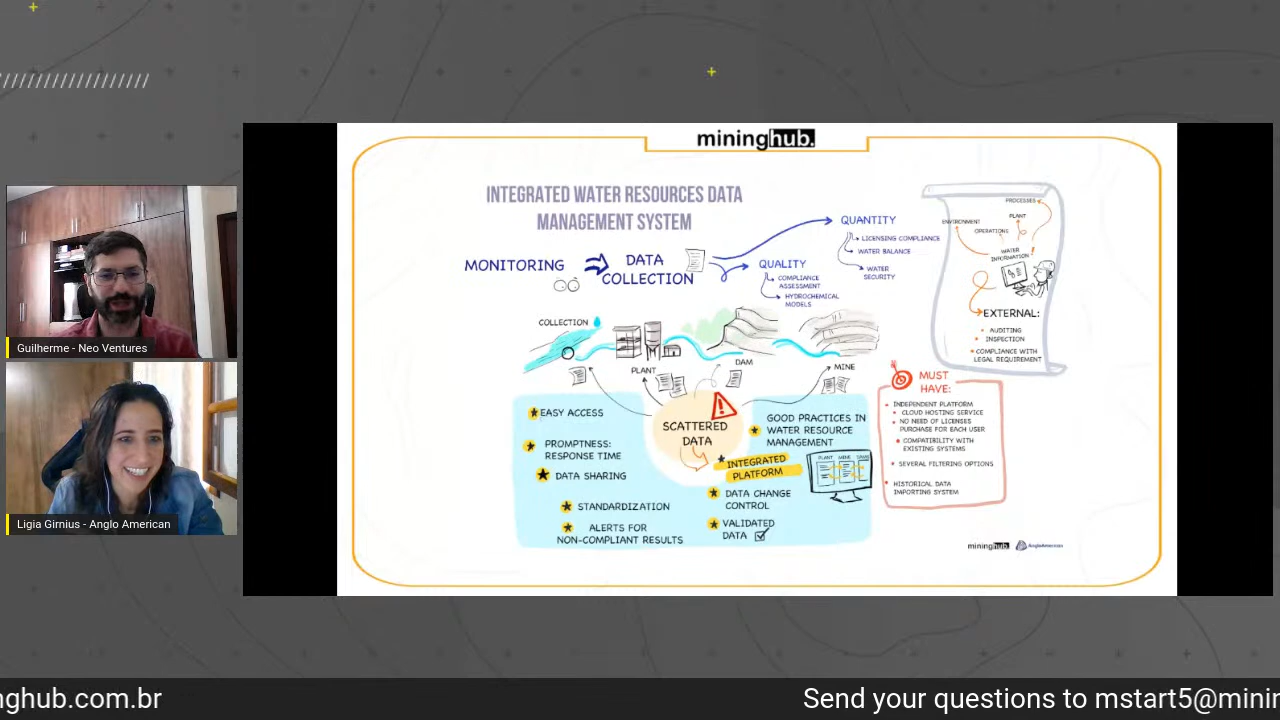 mininghub.
INTEGRATED WATER RESOURCES DATA
MANAGEMENT SYSTEM
MONITORING
DATA
COLLECTION
QUANTITY
LICENSING COMPLIANCE
WATER BALANCE
WATER
SECURITY
QUALITY
COMPLIANCE
ASSESSMENT
HYDROCHEMICAL
MODELS
PROCESSES
PLANT
ENVIRONMENT
OPERATIONS
WATER
INFORMATION
EXTERNAL:
AUDITING
INSPECTION
COMPLIANCE WITH
LEGAL REQUIREMENT
COLLECTION
PLANT
DAM
MINE
SCATTERED
DATA
EASY ACCESS
PROMPTNESS:
RESPONSE TIME
DATA SHARING
STANDARDIZATION
ALERTS FOR
NON-COMPLIANT RESULTS
GOOD PRACTICES IN
WATER RESOURCE
MANAGEMENT
INTEGRATED
PLATFORM
DATA CHANGE
CONTROL
VALIDATED
DATA
PLANT MINE DAMS
MUST
HAVE:
INDEPENDENT PLATFORM
CLOUD HOSTING SERVICE
NO NEED OF LICENSES
PURCHASE FOR EACH USER
COMPATIBILITY WITH
EXISTING SYSTEMS
SEVERAL FILTERING OPTIONS
HISTORICAL DATA
IMPORTING SYSTEM
mininghub. AngloAmerican
Guilherme - Neo Ventures
Ligia Girnius - Anglo American
nghub.com.br
Send your questions to mstart5@minin